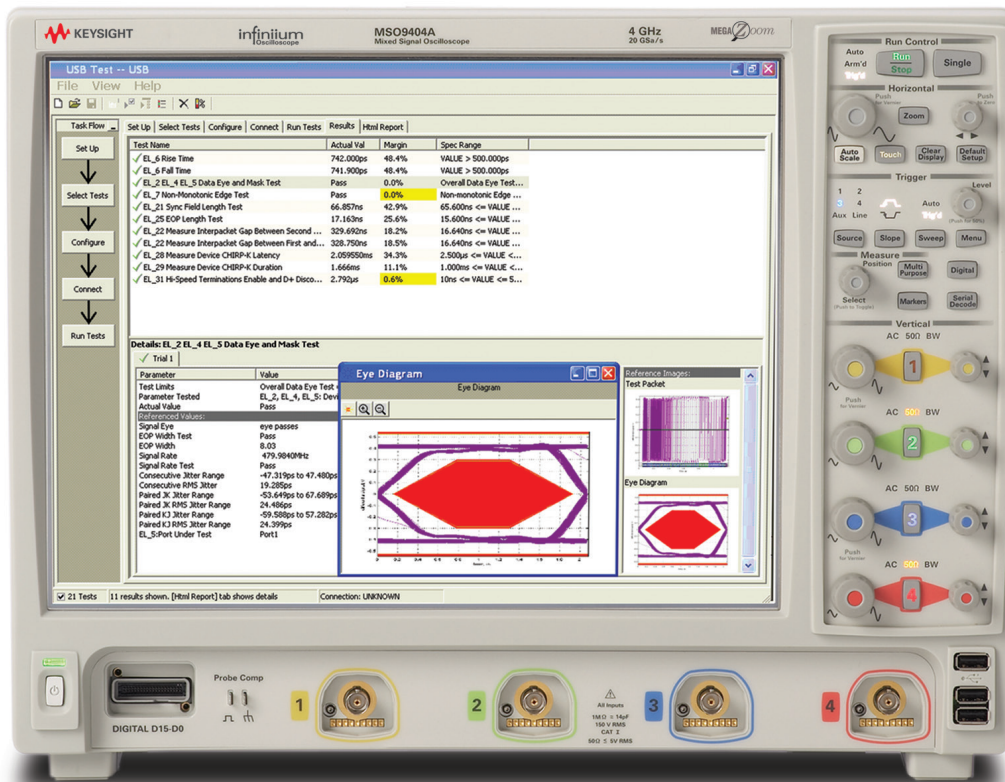 KEYSIGHT
infiniium
Oscilloscope
MSO9404A
Mixed Signal Oscilloscope
4 GHz
20 GSa/s
MEGA Zoom
USB Test -- USB
File View Help
Task Flow
Set Up
Select Tests
Configure
Connect
Run Tests
Set Up Select Tests Configure Connect Run Tests Results Html Report
Test Name Actual Val Margin Spec Range
EL_6 Rise Time 742.000ps 48.4% VALUE > 500.000ps
EL_6 Fall Time 741.900ps 48.4% VALUE > 500.000ps
EL_2 EL_4 EL_5 Data Eye and Mask Test Pass 0.0% Overall Data Eye Test...
EL_7 Non-Monotonic Edge Test Pass 0.0% Non-monotonic Edge ...
EL_21 Sync Field Length Test 66.857ns 42.9% 65.600ns <= VALUE ...
EL_25 EOP Length Test 17.163ns 25.6% 15.600ns <= VALUE ...
EL_22 Measure Interpacket Gap Between Second ... 329.692ns 18.2% 16.640ns <= VALUE ...
EL_22 Measure Interpacket Gap Between First and ... 328.750ns 18.5% 16.640ns <= VALUE ...
EL_28 Measure Device CHIRP-K Latency 2.059550ms 34.3% 2.500µs <= VALUE <...
EL_29 Measure Device CHIRP-K Duration 1.666ms 11.1% 1.000ms <= VALUE <...
EL_31 Hi-Speed Terminations Enable and D+ Disco... 2.792µs 0.6% 10ns <= VALUE <= 5...
Details: EL_2 EL_4 EL_5 Data Eye and Mask Test
Trial 1
Parameter Value
Test Limits Overall Data Eye Test
Parameter Tested EL_2, EL_4, EL_5: Devi
Actual Value Pass
Referenced Values:
Signal Eye eye passes
EOP Width Test Pass
EOP Width 8.03
Signal Rate 479.9840MHz
Signal Rate Test Pass
Consecutive Jitter Range -47.319ps to 47.480ps
Consecutive RMS Jitter 19.285ps
Paired JK Jitter Range -53.649ps to 67.689ps
Paired JK RMS Jitter Range 24.486ps
Paired KJ Jitter Range -59.588ps to 57.282ps
Paired KJ RMS Jitter Range 24.399ps
EL_5:Port Under Test Port1
Eye Diagram
Eye Diagram
Reference Images:
Test Packet
Eye Diagram
21 Tests 11 results shown. [Html Report] tab shows details Connection: UNKNOWN
Run Control
Auto
Arm'd
Trig'd
Run
Stop
Single
Horizontal
Push
for Vernier
Zoom
Push
to Zero
Auto
Scale
Touch
Clear
Display
Default
Setup
Trigger
1 2
3 4
Aux Line
Auto
Trig'd
Level
(Push for 50%)
Source Slope Sweep Menu
Measure
Position
Multi
Purpose
Digital
Select
(Push to Toggle)
Markers
Serial
Decode
Vertical
AC 50Ω BW
1
Push
for Vernier
AC 50Ω BW
2
AC 50Ω BW
3
Push
for Vernier
AC 50Ω BW
4
DIGITAL D15-D0
Probe Comp
1
2
All Inputs
1MΩ ≅ 14pF
150 V RMS
CAT I
50Ω ≤ 5V RMS
3
4